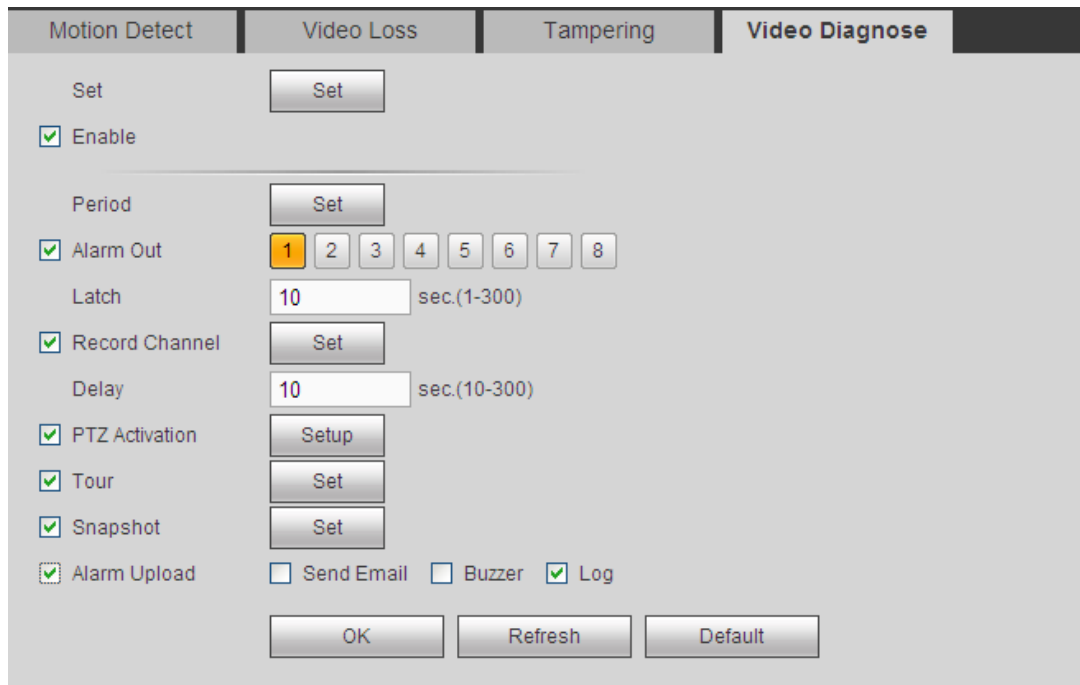 Motion Detect Video Loss Tampering Video Diagnose
Set Set
Enable
Period Set
Alarm Out 1 2 3 4 5 6 7 8
Latch 10 sec.(1-300)
Record Channel Set
Delay 10 sec.(10-300)
PTZ Activation Setup
Tour Set
Snapshot Set
Alarm Upload Send Email Buzzer Log
OK Refresh Default